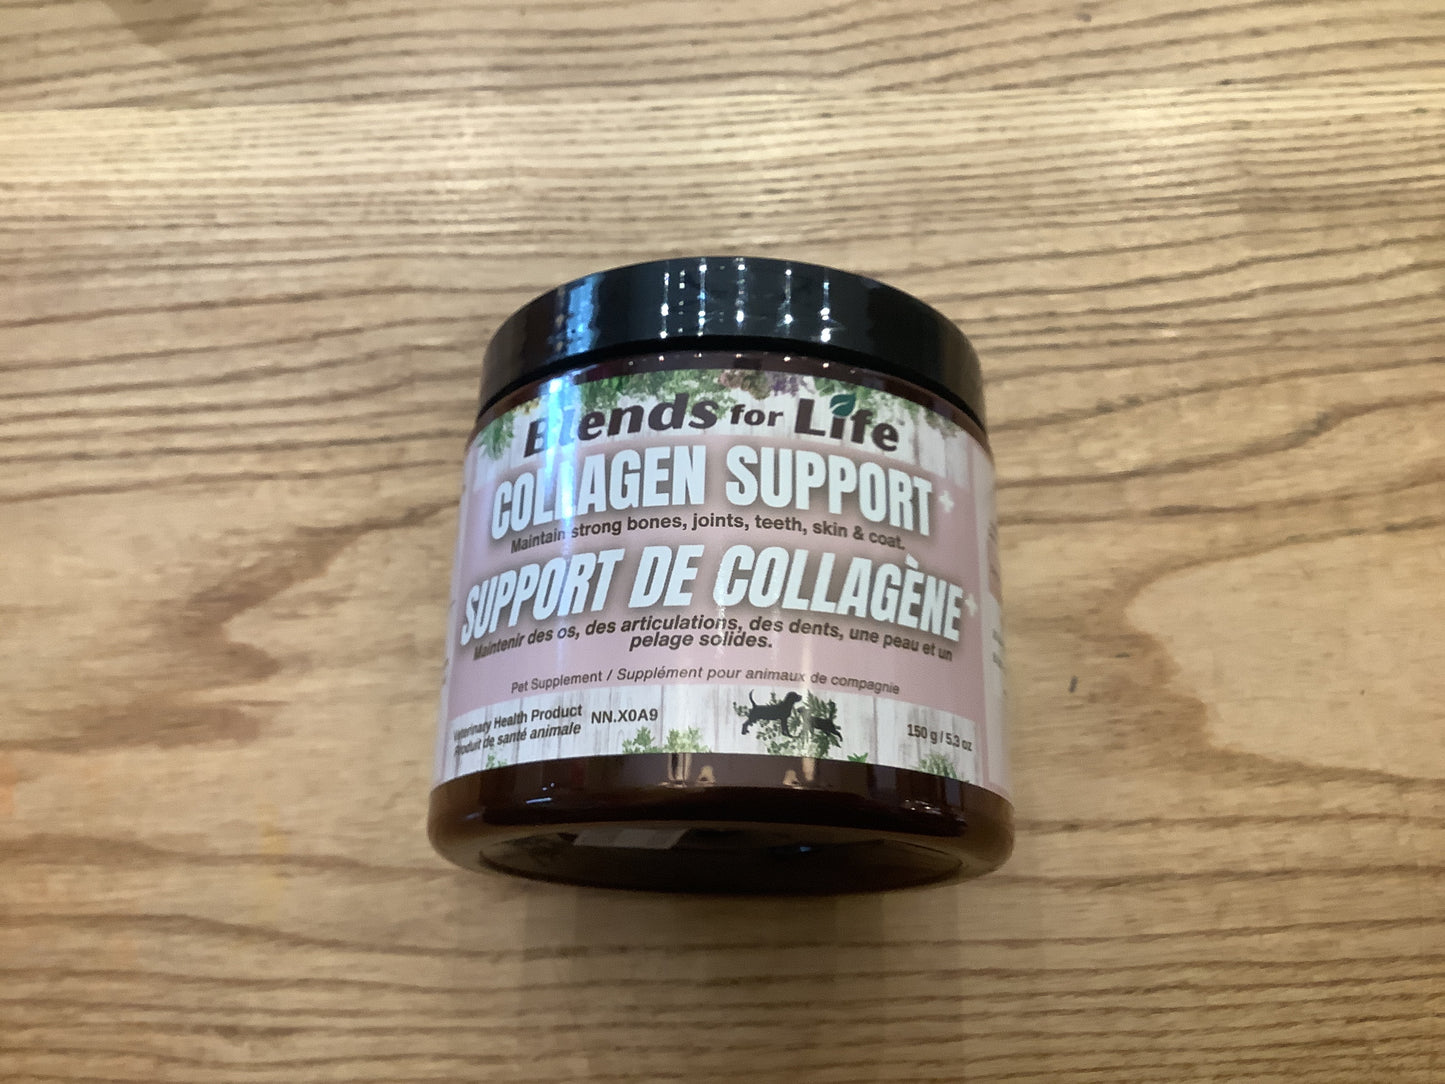 Blends for Life™
COLLAGEN SUPPORT+
Maintain strong bones, joints, teeth, skin & coat.
SUPPORT DE COLLAGÈNE+
Maintenir des os, des articulations, des dents, une peau et un
pelage solides.
Pet Supplement / Supplément pour animaux de compagnie
Veterinary Health Product
Produit de santé animale
NN.X0A9
150 g / 5.3 oz